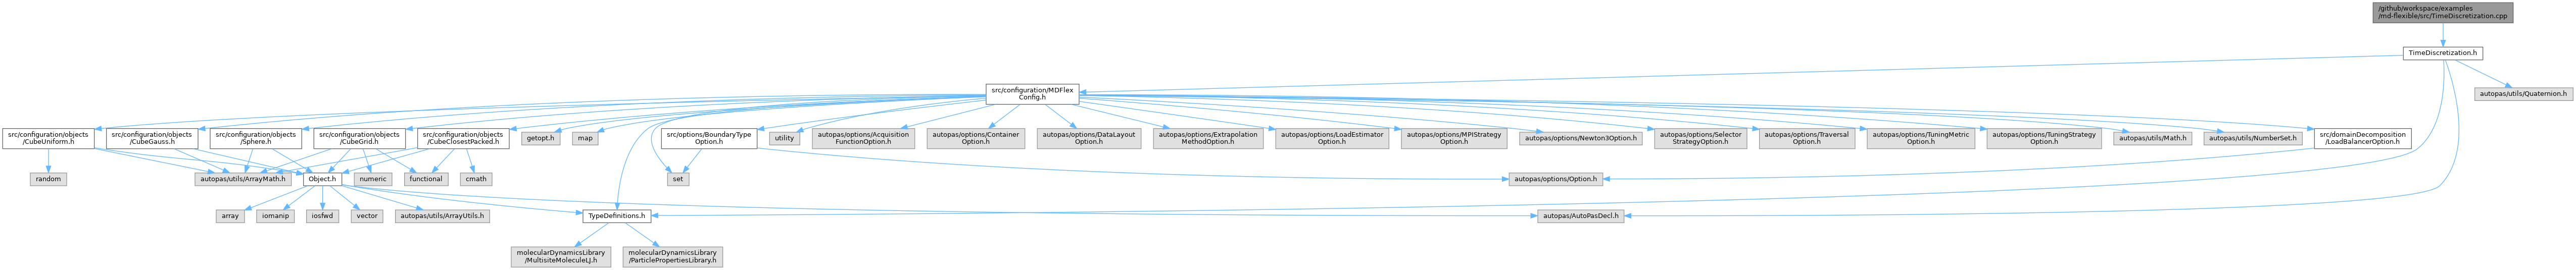 /github/workspace/examples
/md-flexible/src/TimeDiscretization.cpp
TimeDiscretization.h
src/configuration/MDFlex
Config.h
autopas/utils/Quaternion.h
src/configuration/objects
/CubeUniform.h
src/configuration/objects
/CubeGauss.h
src/configuration/objects
/Sphere.h
src/configuration/objects
/CubeGrid.h
src/configuration/objects
/CubeClosestPacked.h
getopt.h
map
src/options/BoundaryType
Option.h
utility
autopas/options/Acquisition
FunctionOption.h
autopas/options/Container
Option.h
autopas/options/DataLayout
Option.h
autopas/options/Extrapolation
MethodOption.h
autopas/options/LoadEstimator
Option.h
autopas/options/MPIStrategy
Option.h
autopas/options/Newton3Option.h
autopas/options/Selector
StrategyOption.h
autopas/options/Traversal
Option.h
autopas/options/TuningMetric
Option.h
autopas/options/TuningStrategy
Option.h
autopas/utils/Math.h
autopas/utils/NumberSet.h
src/domainDecomposition
/LoadBalancerOption.h
random
autopas/utils/ArrayMath.h
Object.h
numeric
functional
cmath
set
autopas/options/Option.h
array
iomanip
iosfwd
vector
autopas/utils/ArrayUtils.h
TypeDefinitions.h
autopas/AutoPasDecl.h
molecularDynamicsLibrary
/MultisiteMoleculeLJ.h
molecularDynamicsLibrary
/ParticlePropertiesLibrary.h